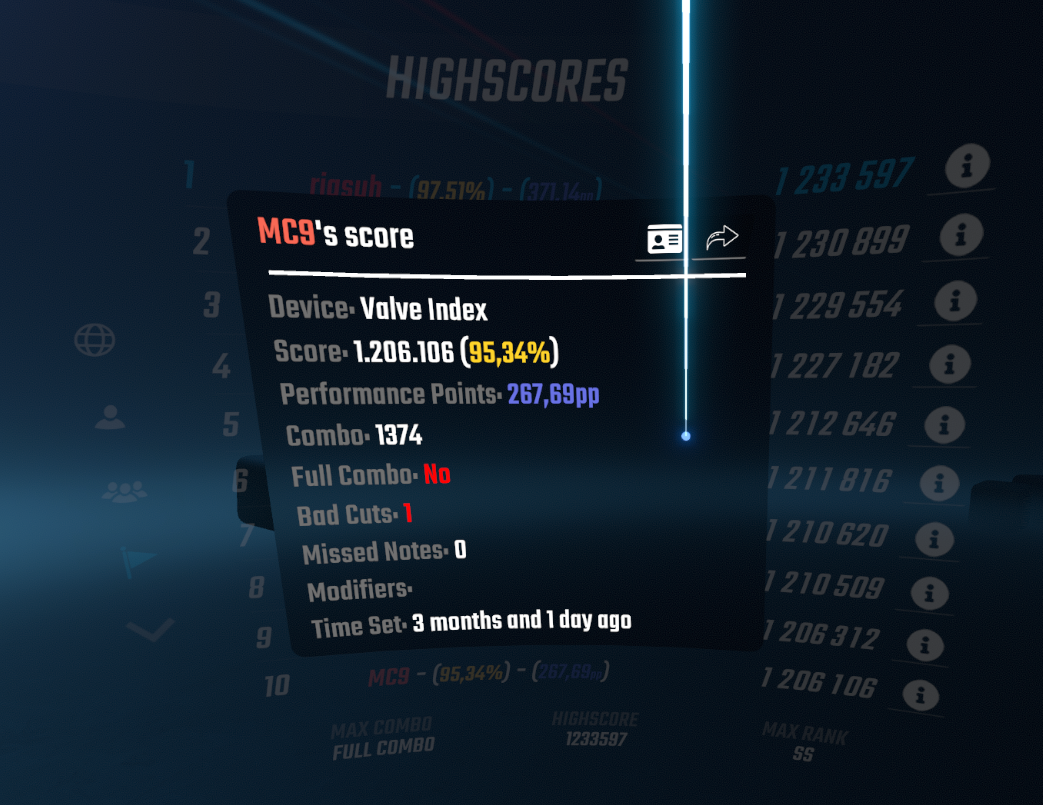 HIGHSCORES
1 riqsuh - (97.51%) - (371.14pp) 1 233 597
MC9's score
2 1 230 899
Device: Valve Index
3 1 229 554
Score: 1.206.106 (95,34%)
4 1 227 182
Performance Points: 267,69pp
5 1 212 646
Combo: 1374
6 1 211 816
Full Combo: No
Bad Cuts: 1
7 1 210 620
Missed Notes: 0
8 1 210 509
Modifiers:
9 1 206 312
Time Set: 3 months and 1 day ago
10 MC9 - (95,34%) - (267,69pp) 1 206 106
MAX COMBO HIGHSCORE MAX RANK
FULL COMBO 1233597 SS